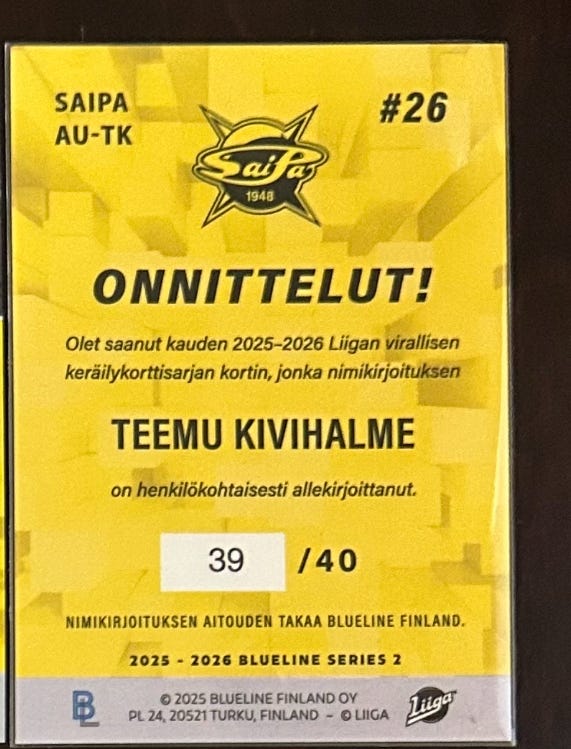 SAIPA
AU-TK
#26
SaiPa
1948
ONNITTELUT!
Olet saanut kauden 2025–2026 Liigan virallisen
keräilykorttisarjan kortin, jonka nimikirjoituksen
TEEMU KIVIHALME
on henkilökohtaisesti allekirjoittanut.
39 /40
NIMIKIRJOITUKSEN AITOUDEN TAKAA BLUELINE FINLAND.
2025 - 2026 BLUELINE SERIES 2
BL
© 2025 BLUELINE FINLAND OY
PL 24, 20521 TURKU, FINLAND – © LIIGA
Liiga